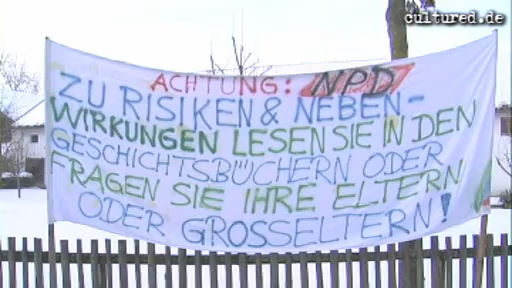 cultured.de
ACHTUNG: NPD
ZU RISIKEN & NEBEN-
WIRKUNGEN LESEN SIE IN DEN
GESCHICHTSBÜCHERN ODER
FRAGEN SIE IHRE ELTERN
ODER GROSSELTERN!